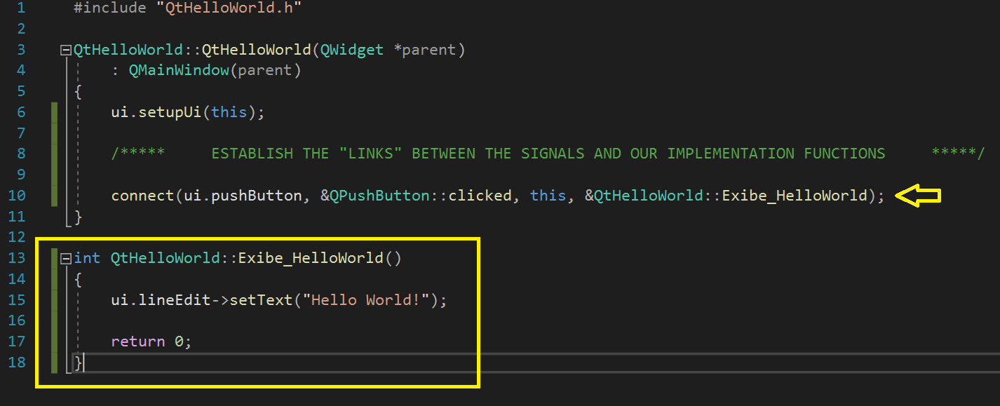 1 #include "QtHelloWorld.h"
2
3 QtHelloWorld::QtHelloWorld(QWidget *parent)
4 : QMainWindow(parent)
5 {
6 ui.setupUi(this);
7
8 /***** ESTABLISH THE "LINKS" BETWEEN THE SIGNALS AND OUR IMPLEMENTATION FUNCTIONS *****/
9
10 connect(ui.pushButton, &QPushButton::clicked, this, &QtHelloWorld::Exibe_HelloWorld);
11 }
12
13 int QtHelloWorld::Exibe_HelloWorld()
14 {
15 ui.lineEdit->setText("Hello World!");
16
17 return 0;
18 }